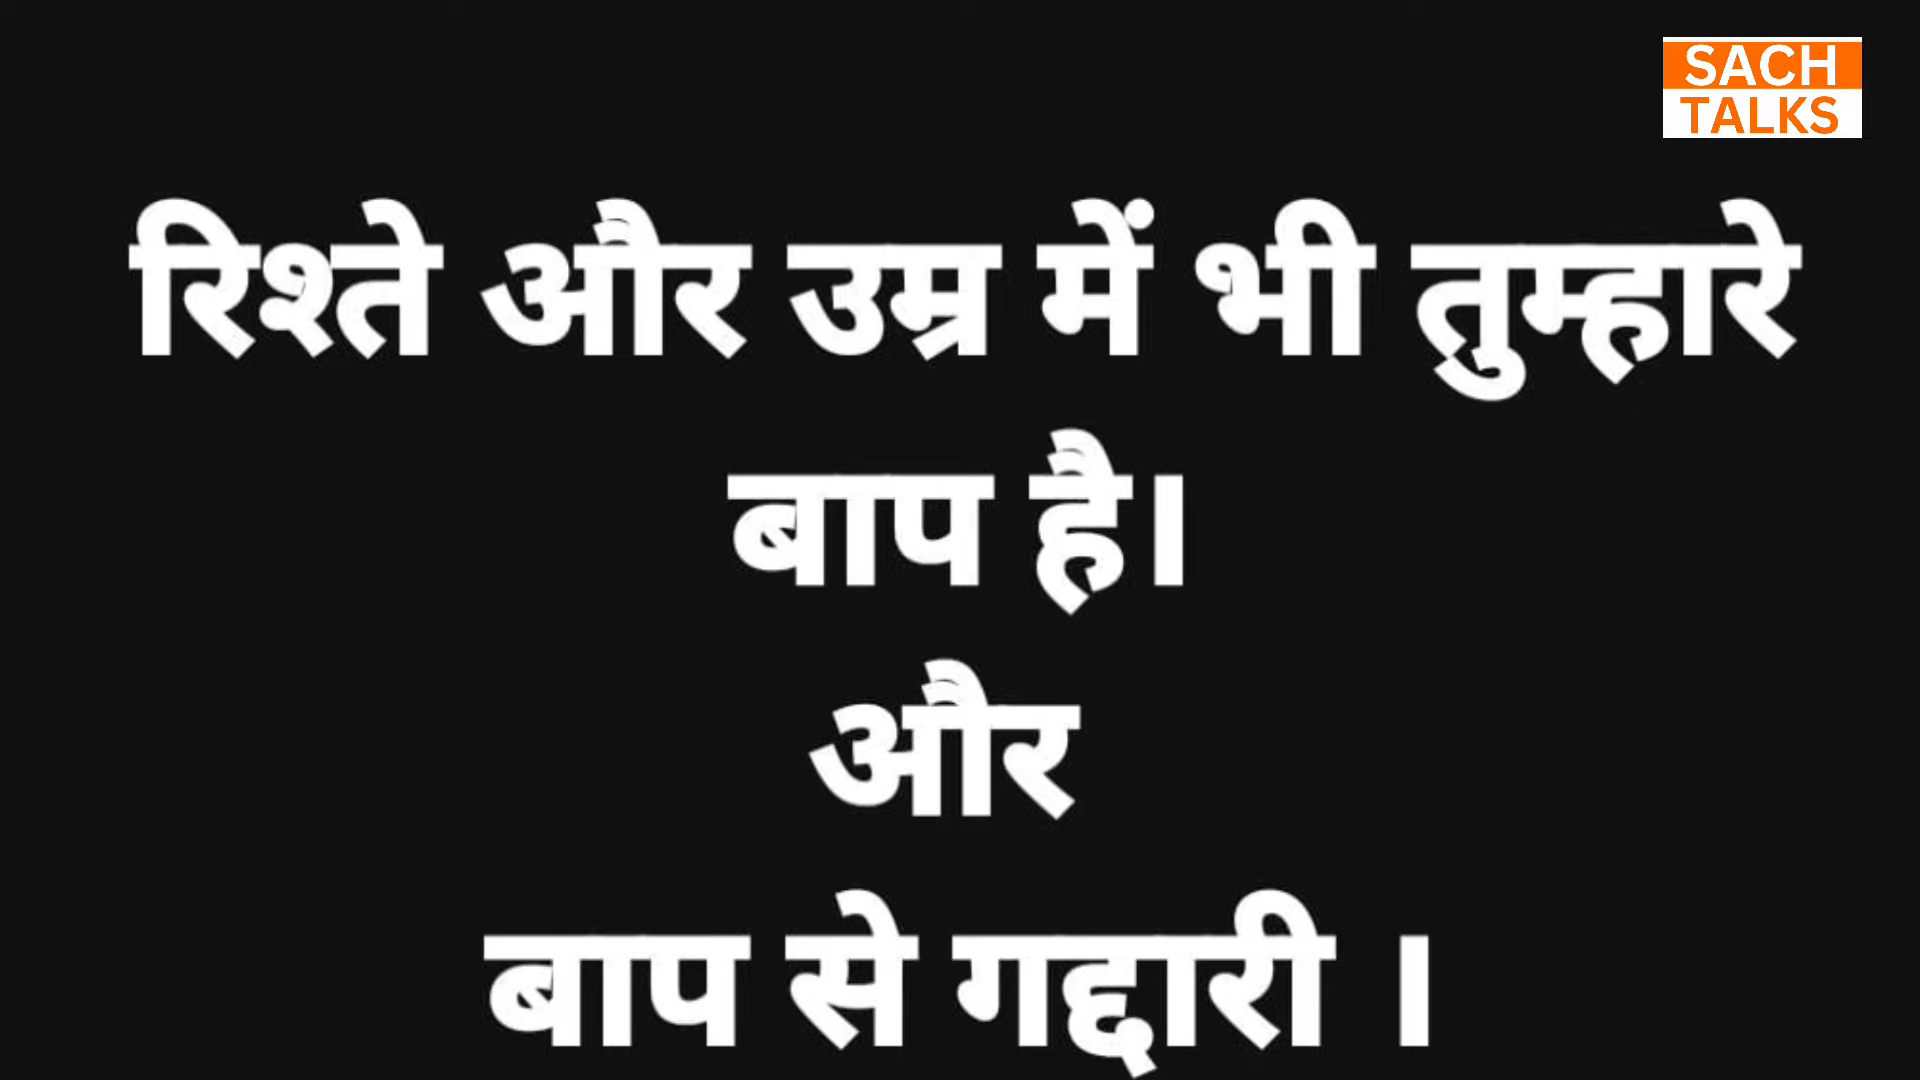 SACH
TALKS
रिश्ते और उम्र में भी तुम्हारे
बाप है।
और
बाप से गद्दारी ।